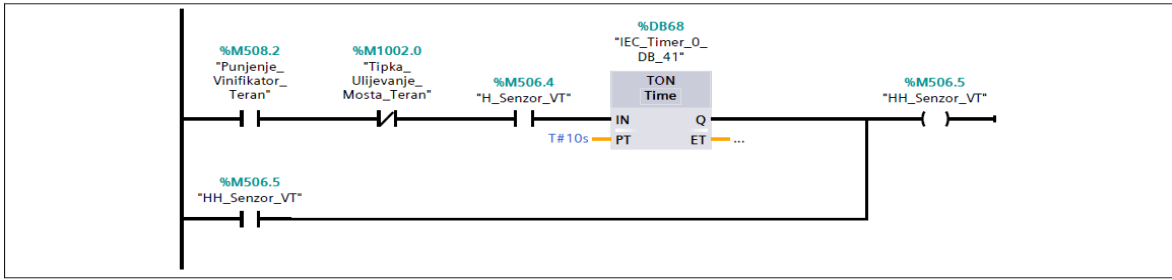 %DB68
"IEC_Timer_0_
DB_41"
%M508.2
"Punjenje_
Vinifikator_
Teran"
%M1002.0
"Tipka_
Ulijevanje_
Mosta_Teran"
%M506.4
"H_Senzor_VT"
TON
Time
%M506.5
"HH_Senzor_VT"
IN Q
T#10s PT ET ...
%M506.5
"HH_Senzor_VT"